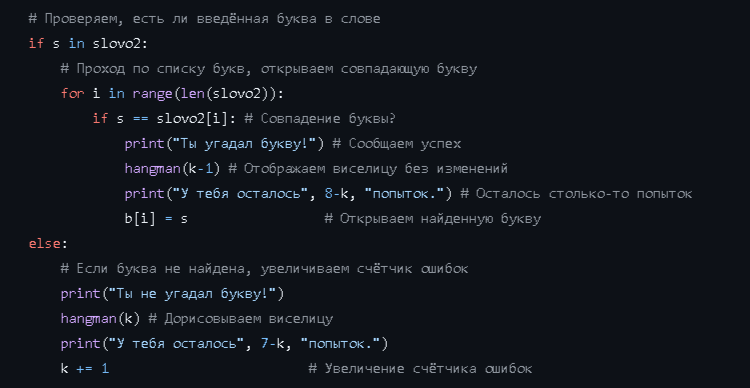 # Проверяем, есть ли введённая буква в слове
if s in slovo2:
    # Проход по списку букв, открываем совпадающую букву
    for i in range(len(slovo2)):
        if s == slovo2[i]: # Совпадение буквы?
            print("Ты угадал букву!") # Сообщаем успех
            hangman(k-1) # Отображаем виселицу без изменений
            print("У тебя осталось", 8-k, "попыток.") # Осталось столько-то попыток
            b[i] = s                 # Открываем найденную букву
else:
    # Если буква не найдена, увеличиваем счётчик ошибок
    print("Ты не угадал букву!")
    hangman(k) # Дорисовываем виселицу
    print("У тебя осталось", 7-k, "попыток.")
    k += 1                         # Увеличение счётчика ошибок